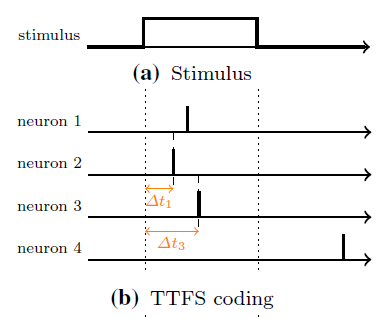 stimulus
(a) Stimulus
neuron 1
neuron 2
neuron 3
Δt₁
neuron 4
Δt₃
(b) TTFS coding